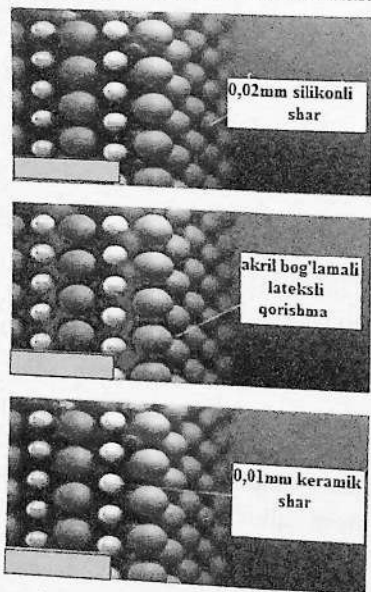 0,02mm silikonli
shar
akril bog'lamali
lateksli
qorishma
0,01mm keramik
shar